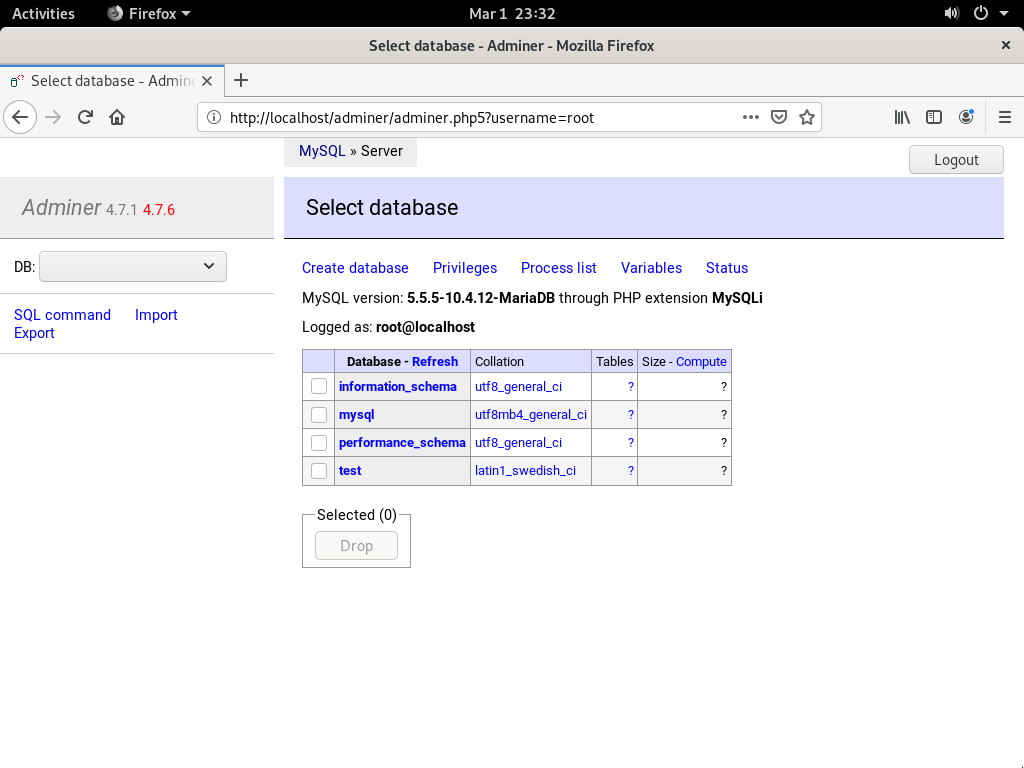 Activities Firefox Mar 1 23:32
Select database - Adminer - Mozilla Firefox
Select database - Admine
http://localhost/adminer/adminer.php5?username=root
MySQL » Server
Logout
Adminer 4.7.1 4.7.6
Select database
DB:
Create database Privileges Process list Variables Status
MySQL version: 5.5.5-10.4.12-MariaDB through PHP extension MySQLi
SQL command Import
Export
Logged as: root@localhost
Database - Refresh Collation Tables Size - Compute
information_schema utf8_general_ci ? ?
mysql utf8mb4_general_ci ? ?
performance_schema utf8_general_ci ? ?
test latin1_swedish_ci ? ?
Selected (0)
Drop